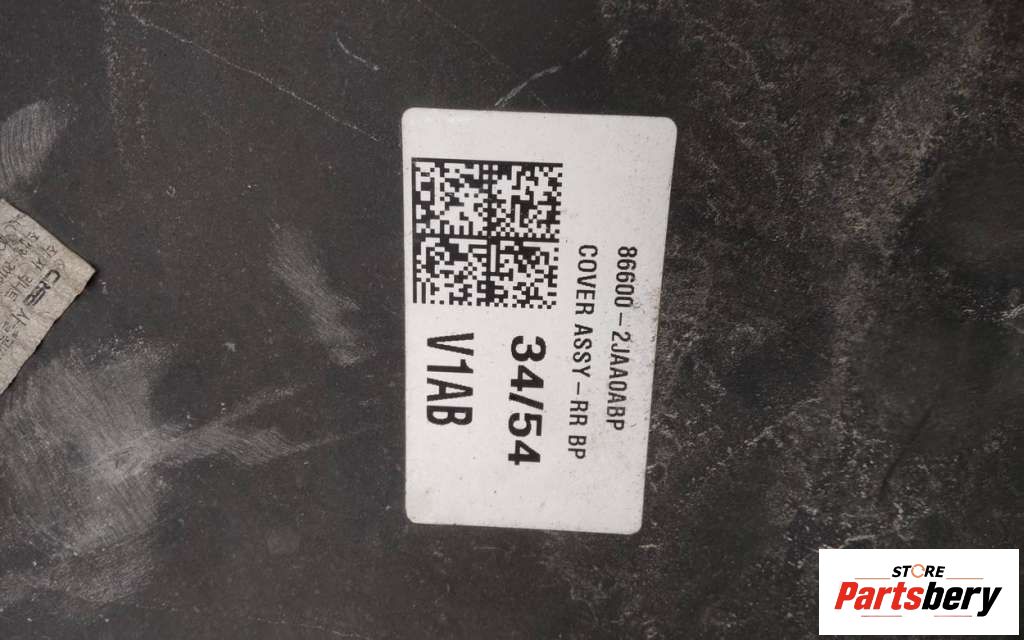 86600-2JAA0ABP
COVER ASSY-RR BP
34/54
V1AB
STORE
Partsbery